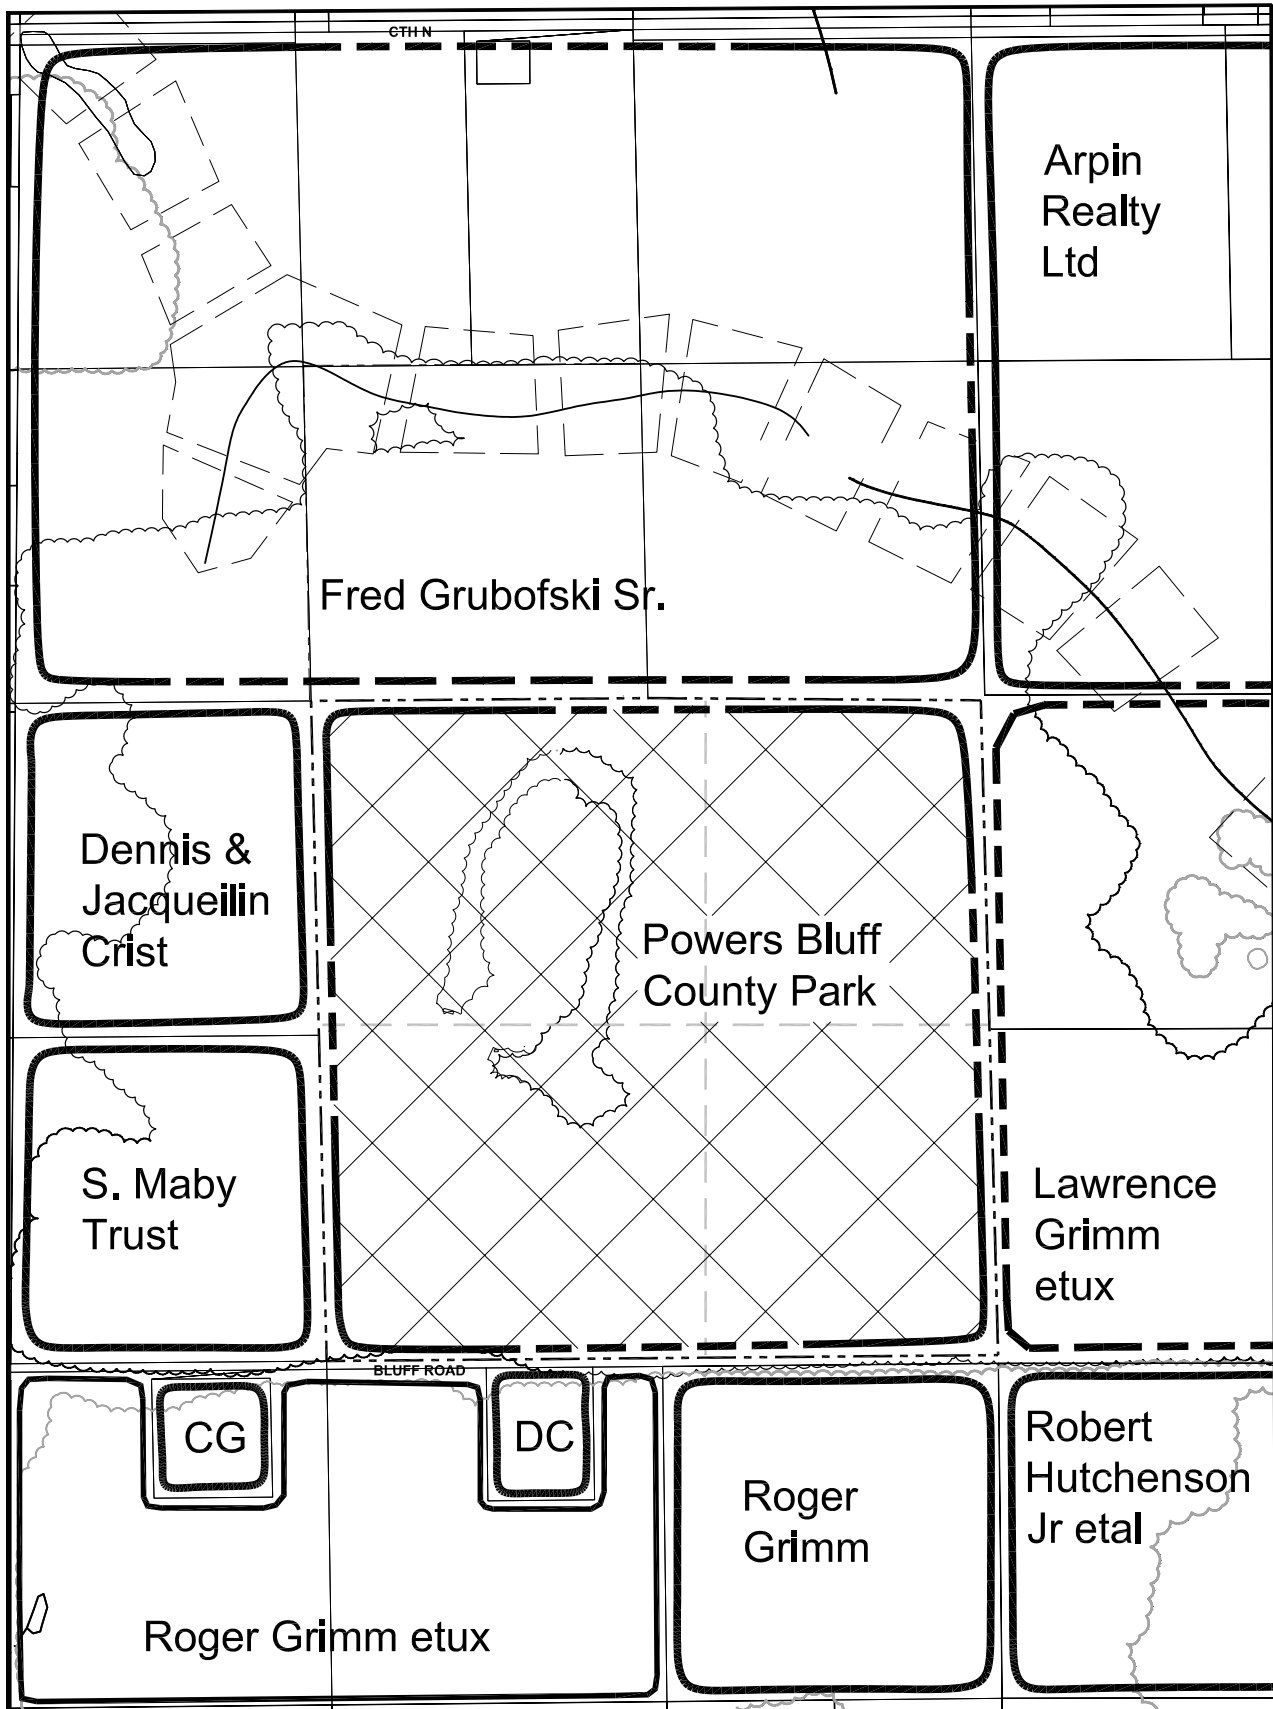 CTH N
Arpin
Realty
Ltd
Fred Grubofski Sr.
Dennis &
Jacqueilin
Crist
Powers Bluff
County Park
S. Maby
Trust
Lawrence
Grimm
etux
BLUFF ROAD
CG
DC
Robert
Hutchenson
Jr etal
Roger
Grimm
Roger Grimm etux